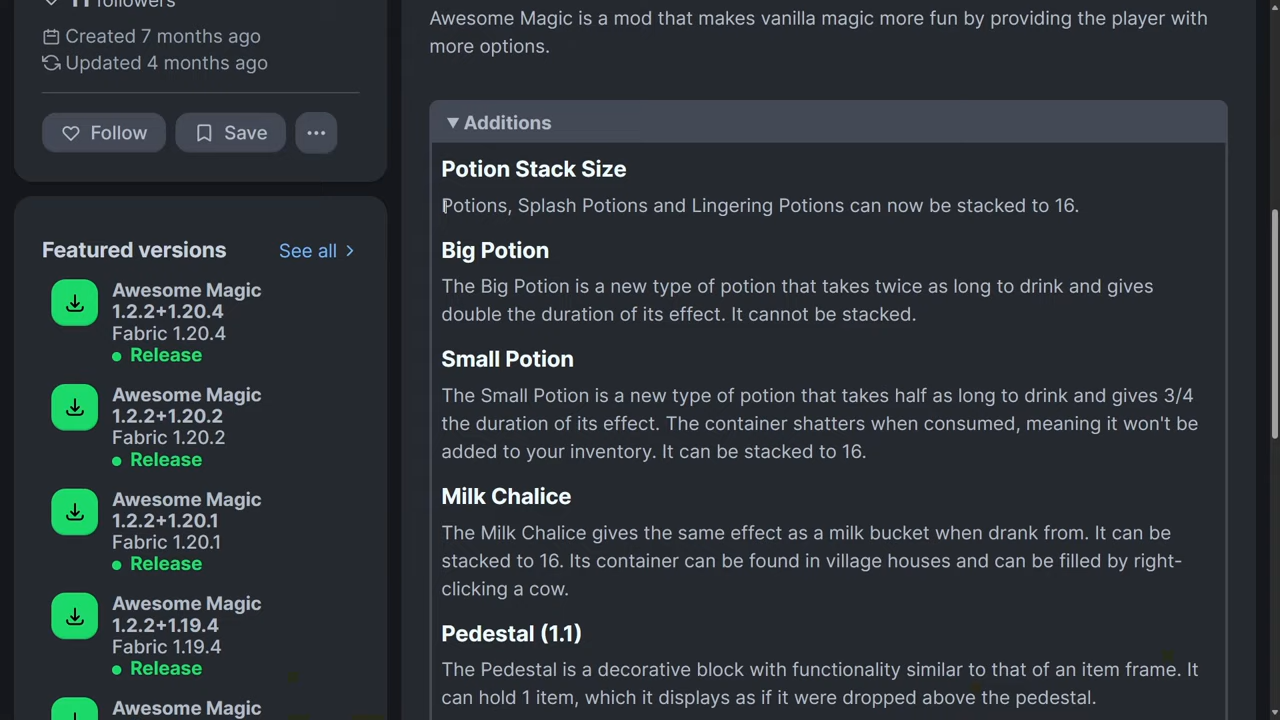 11 followers
Created 7 months ago
Updated 4 months ago
Follow
Save
Featured versions
See all
Awesome Magic
1.2.2+1.20.4
Fabric 1.20.4
Release
Awesome Magic
1.2.2+1.20.2
Fabric 1.20.2
Release
Awesome Magic
1.2.2+1.20.1
Fabric 1.20.1
Release
Awesome Magic
1.2.2+1.19.4
Fabric 1.19.4
Release
Awesome Magic
Awesome Magic is a mod that makes vanilla magic more fun by providing the player with
more options.
Additions
Potion Stack Size
Potions, Splash Potions and Lingering Potions can now be stacked to 16.
Big Potion
The Big Potion is a new type of potion that takes twice as long to drink and gives
double the duration of its effect. It cannot be stacked.
Small Potion
The Small Potion is a new type of potion that takes half as long to drink and gives 3/4
the duration of its effect. The container shatters when consumed, meaning it won't be
added to your inventory. It can be stacked to 16.
Milk Chalice
The Milk Chalice gives the same effect as a milk bucket when drank from. It can be
stacked to 16. Its container can be found in village houses and can be filled by right-
clicking a cow.
Pedestal (1.1)
The Pedestal is a decorative block with functionality similar to that of an item frame. It
can hold 1 item, which it displays as if it were dropped above the pedestal.